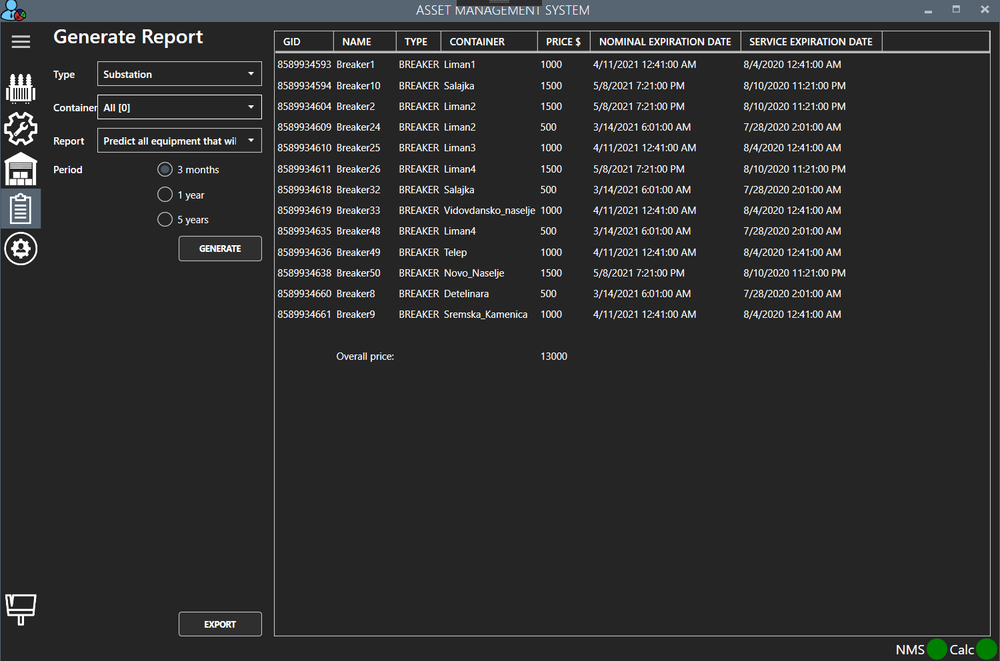 ASSET MANAGEMENT SYSTEM
Generate Report
Type Substation
Container All [0]
Report Predict all equipment that wil
Period 3 months
1 year
5 years
GENERATE
EXPORT
GID NAME TYPE CONTAINER PRICE $ NOMINAL EXPIRATION DATE SERVICE EXPIRATION DATE
8589934593 Breaker1 BREAKER Liman1 1000 4/11/2021 12:41:00 AM 8/4/2020 12:41:00 AM
8589934594 Breaker10 BREAKER Salajka 1500 5/8/2021 7:21:00 PM 8/10/2020 11:21:00 PM
8589934604 Breaker2 BREAKER Liman2 1500 5/8/2021 7:21:00 PM 8/10/2020 11:21:00 PM
8589934609 Breaker24 BREAKER Liman2 500 3/14/2021 6:01:00 AM 7/28/2020 2:01:00 AM
8589934610 Breaker25 BREAKER Liman3 1000 4/11/2021 12:41:00 AM 8/4/2020 12:41:00 AM
8589934611 Breaker26 BREAKER Liman4 1500 5/8/2021 7:21:00 PM 8/10/2020 11:21:00 PM
8589934618 Breaker32 BREAKER Salajka 500 3/14/2021 6:01:00 AM 7/28/2020 2:01:00 AM
8589934619 Breaker33 BREAKER Vidovdansko_naselje 1000 4/11/2021 12:41:00 AM 8/4/2020 12:41:00 AM
8589934635 Breaker48 BREAKER Liman4 500 3/14/2021 6:01:00 AM 7/28/2020 2:01:00 AM
8589934636 Breaker49 BREAKER Telep 1000 4/11/2021 12:41:00 AM 8/4/2020 12:41:00 AM
8589934638 Breaker50 BREAKER Novo_Naselje 1500 5/8/2021 7:21:00 PM 8/10/2020 11:21:00 PM
8589934660 Breaker8 BREAKER Detelinara 500 3/14/2021 6:01:00 AM 7/28/2020 2:01:00 AM
8589934661 Breaker9 BREAKER Sremska_Kamenica 1000 4/11/2021 12:41:00 AM 8/4/2020 12:41:00 AM
Overall price: 13000
NMS Calc